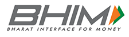 BHIM
BHARAT INTERFACE FOR MONEY